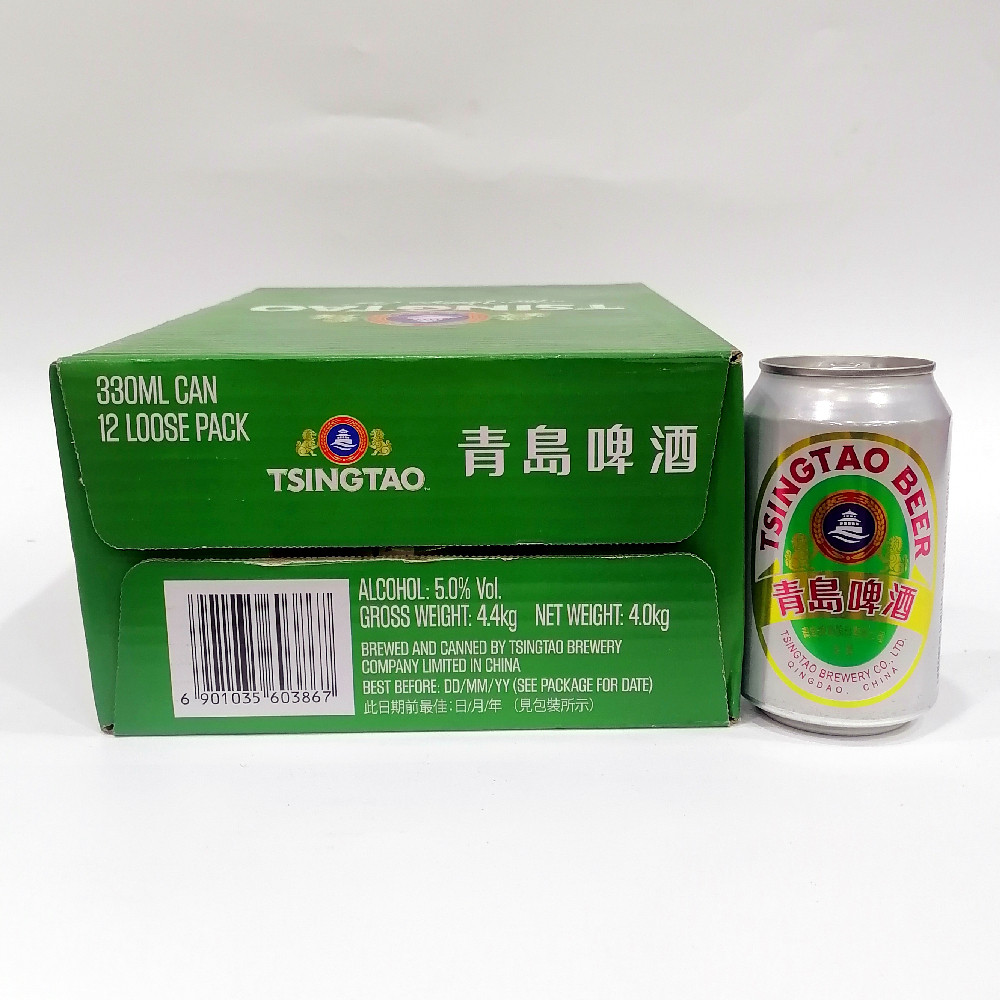 TSINGTAO
330ML CAN
12 LOOSE PACK
TSINGTAO
青島啤酒
ALCOHOL: 5.0% Vol.
GROSS WEIGHT: 4.4kg NET WEIGHT: 4.0kg
BREWED AND CANNED BY TSINGTAO BREWERY
COMPANY LIMITED IN CHINA
BEST BEFORE: DD/MM/YY (SEE PACKAGE FOR DATE)
此日期前最佳：日/月/年 （見包裝所示）
6 901035 603867
TSINGTAO BEER
青島啤酒
TSINGTAO BREWERY CO., LTD.
QINGDAO, CHINA